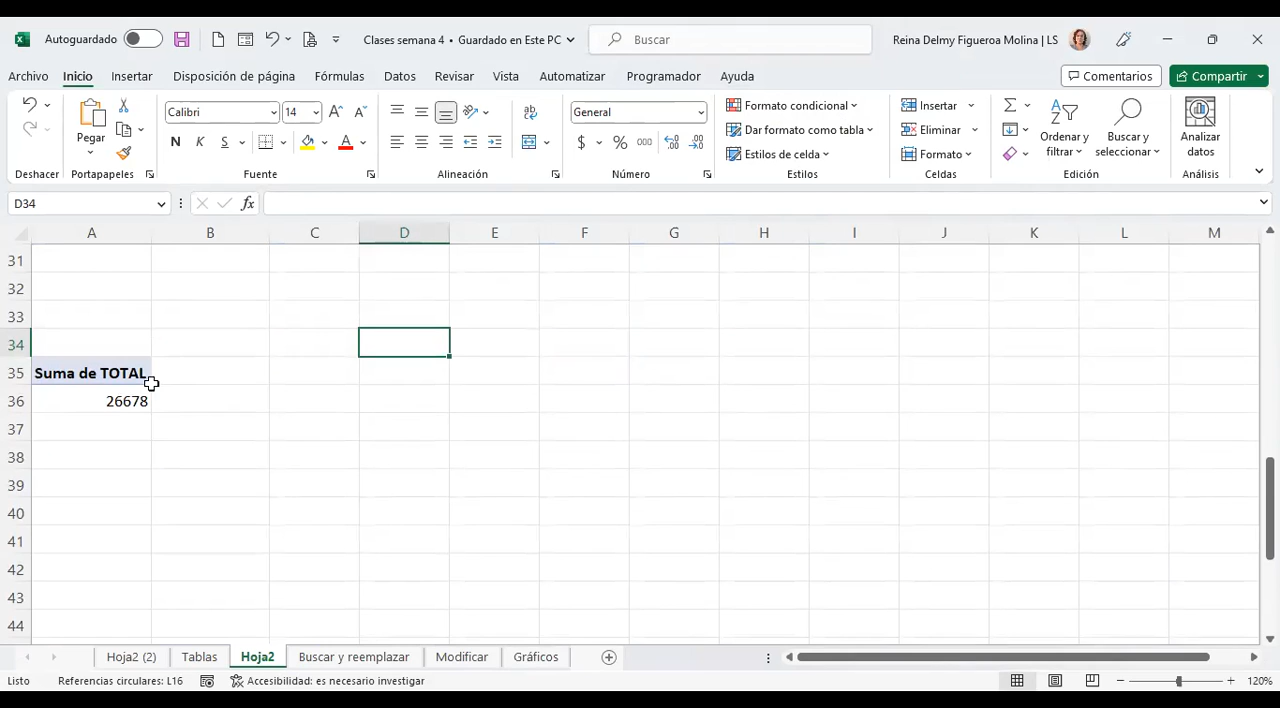 Autoguardado
Clases semana 4 • Guardado en Este PC
Buscar
Reina Delmy Figueroa Molina | LS
Archivo Inicio Insertar Disposición de página Fórmulas Datos Revisar Vista Automatizar Programador Ayuda
Comentarios Compartir
Pegar
Calibri 14
N K S
General
$ % 000
Formato condicional
Dar formato como tabla
Estilos de celda
Insertar
Eliminar
Formato
Ordenar y filtrar
Buscar y seleccionar
Analizar datos
Deshacer Portapapeles Fuente Alineación Número Estilos Celdas Edición Análisis
D34 fx
A B C D E F G H I J K L M
31
32
33
34
35 Suma de TOTAL
36 26678
37
38
39
40
41
42
43
44
Hoja2 (2) Tablas Hoja2 Buscar y reemplazar Modificar Gráficos
Listo Referencias circulares: L16 Accesibilidad: es necesario investigar 120%